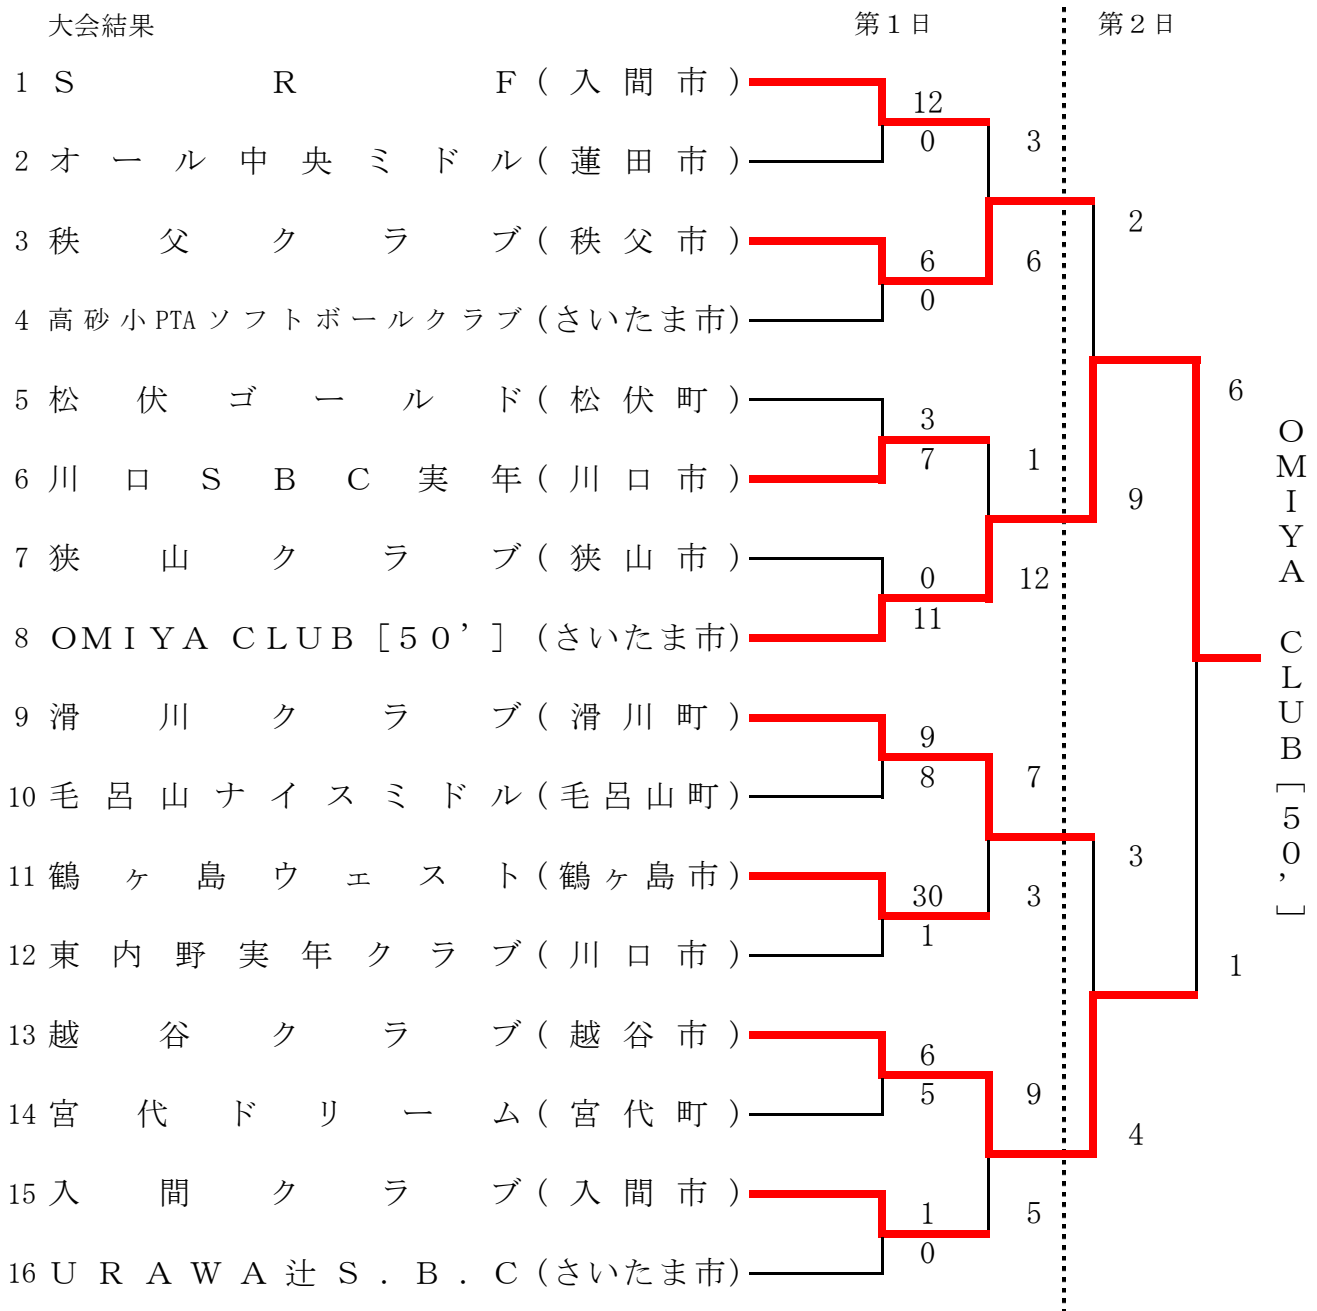 大会結果 第１日 第２日
1 ＳＲＦ(入間市)
12
0
3
2 オール中央ミドル(蓮田市)
2
3 秩父クラブ(秩父市)
6
6
0
4 高砂小PTAソフトボールクラブ(さいたま市)
5 松伏ゴールド(松伏町)
6
3
7
1
6 川口ＳＢＣ実年(川口市)
9
7 狭山クラブ(狭山市)
0
12
11
8 ＯＭＩＹＡ ＣＬＵＢ［５０’］(さいたま市)
ＯＭＩＹＡ ＣＬＵＢ［５０’］
9 滑川クラブ(滑川町)
9
8
7
10 毛呂山ナイスミドル(毛呂山町)
3
11 鶴ヶ島ウェスト(鶴ヶ島市)
30
3
1
12 東内野実年クラブ(川口市)
1
13 越谷クラブ(越谷市)
6
5
9
14 宮代ドリーム(宮代町)
4
15 入間クラブ(入間市)
1
5
0
16 ＵＲＡＷＡ辻Ｓ．Ｂ．Ｃ(さいたま市)